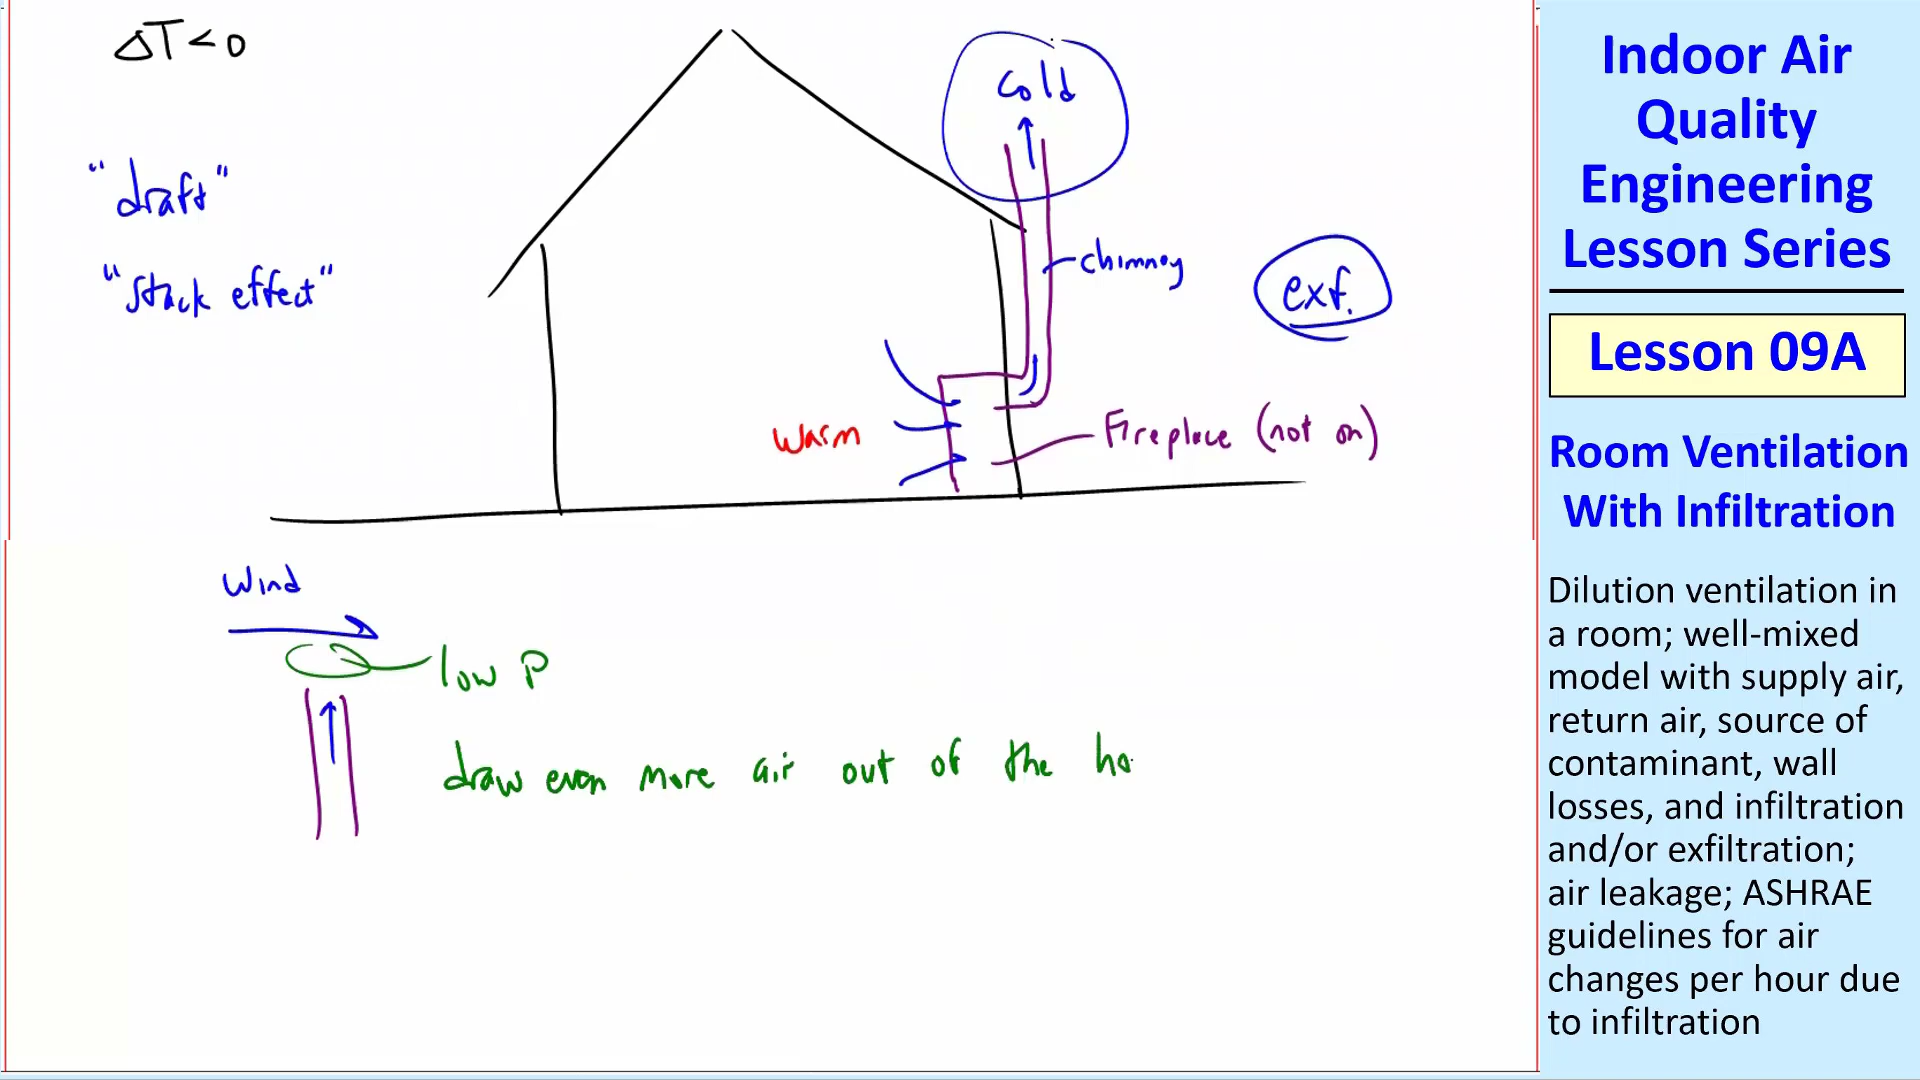 ΔT<0
cold
"draft"
"stack effect"
chimney
exf.
warm
Fireplace (not on)
Wind
low P
draw even more air out of the ho
Indoor Air
Quality
Engineering
Lesson Series
Lesson 09A
Room Ventilation
With Infiltration
Dilution ventilation in
a room; well-mixed
model with supply air,
return air, source of
contaminant, wall
losses, and infiltration
and/or exfiltration;
air leakage; ASHRAE
guidelines for air
changes per hour due
to infiltration